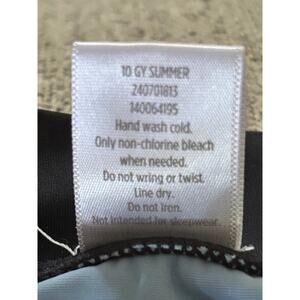 10 GY SUMMER
240701813
140064195
Hand wash cold.
Only non-chlorine bleach
when needed.
Do not wring or twist.
Line dry.
Do not iron.
Not intended for sleepwear.